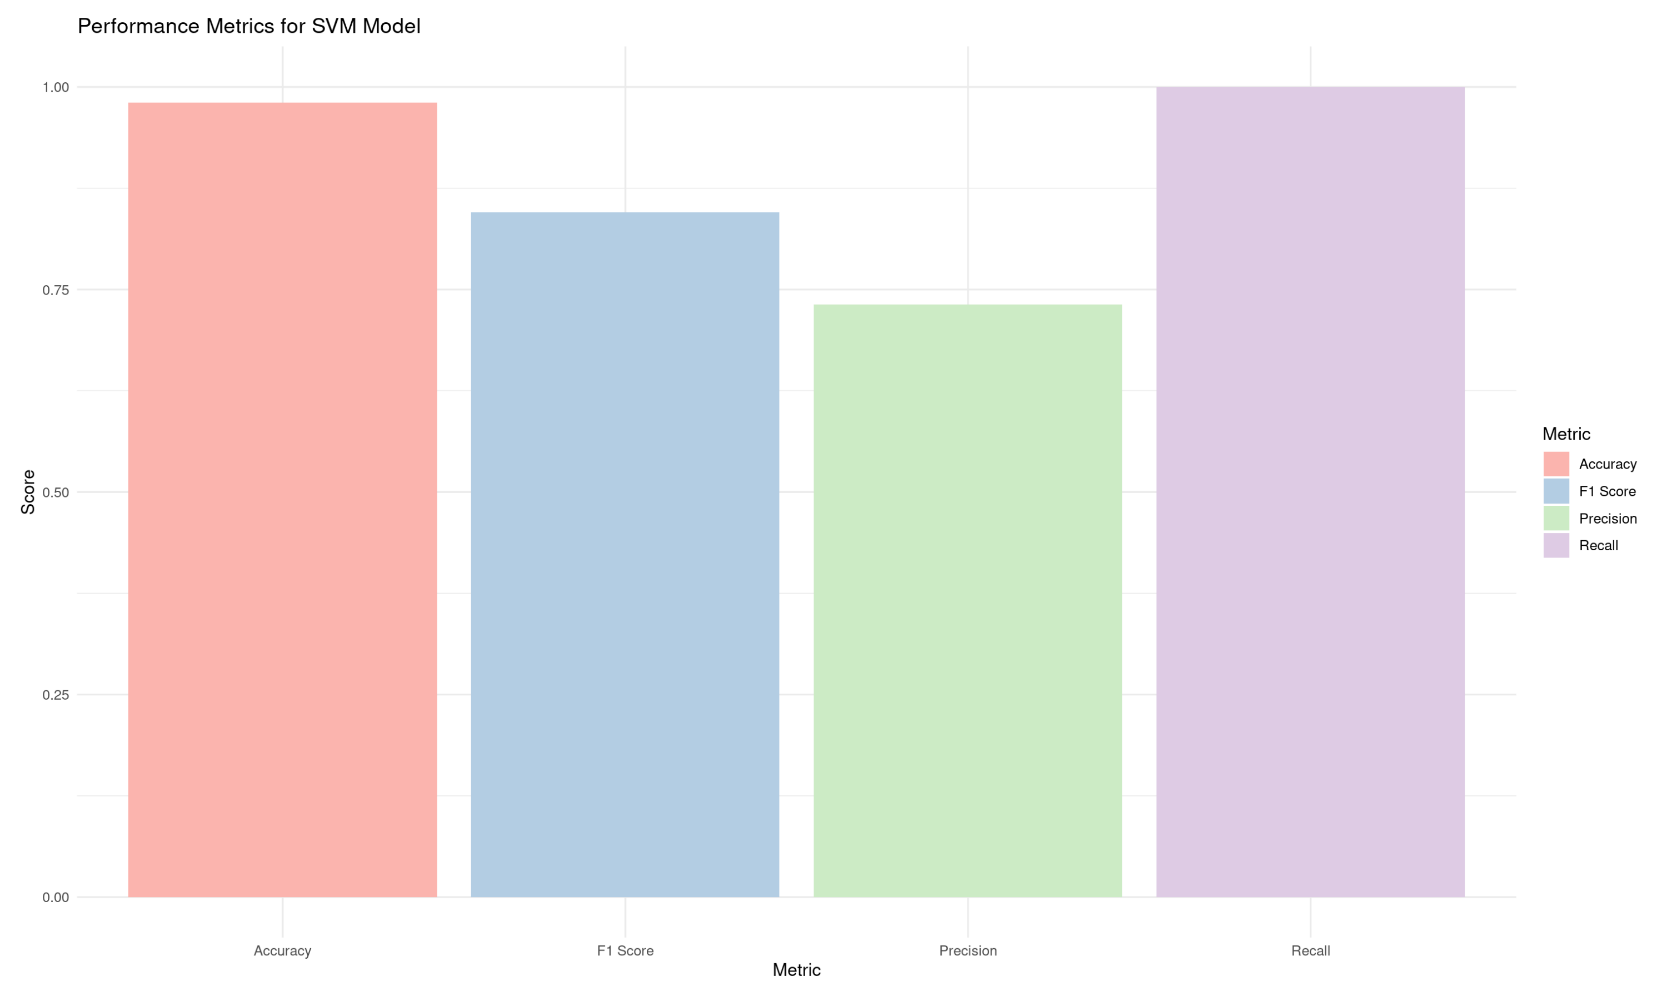 Performance Metrics for SVM Model
1.00
0.75
0.50
0.25
0.00
Score
Accuracy
F1 Score
Precision
Recall
Metric
Metric
Accuracy
F1 Score
Precision
Recall